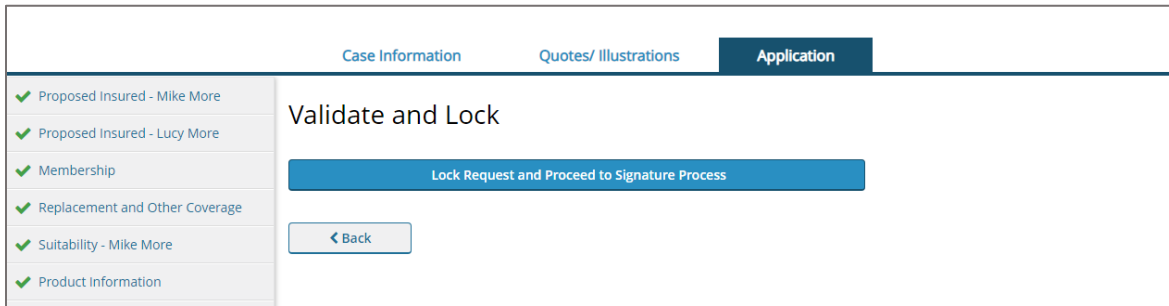 Case Information
Quotes/ Illustrations
Application
Proposed Insured - Mike More
Proposed Insured - Lucy More
Membership
Replacement and Other Coverage
Suitability - Mike More
Product Information
Validate and Lock
Lock Request and Proceed to Signature Process
Back